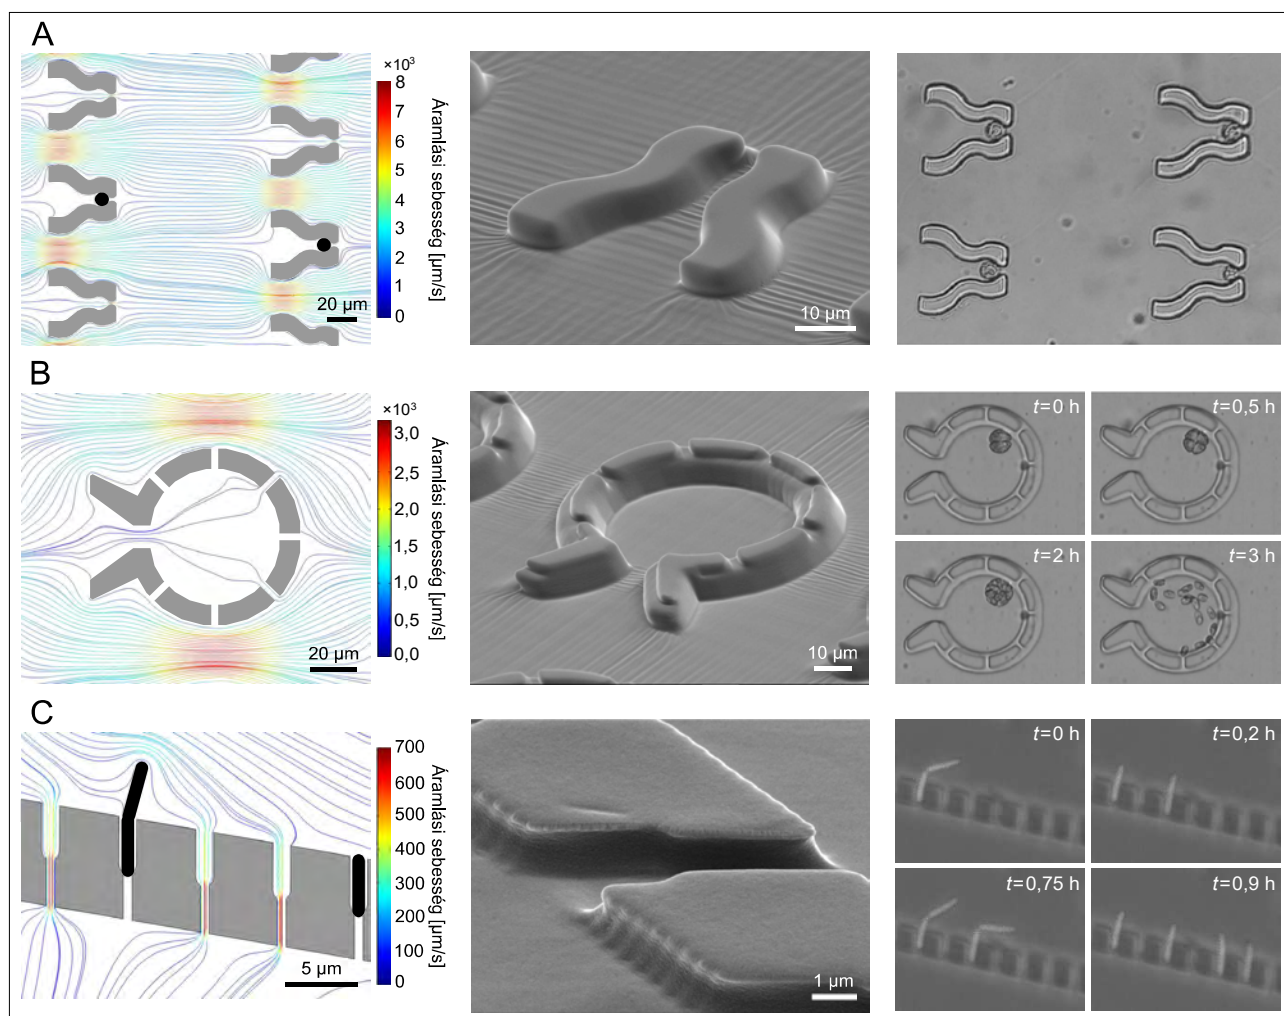 A
×10³
8
7
6
5
4
3
2
1
0
Áramlási sebesség [µm/s]
20 µm
10 µm
B
×10³
3,0
2,5
2,0
1,5
1,0
0,5
0,0
Áramlási sebesség [µm/s]
20 µm
10 µm
t=0 h
t=0,5 h
t=2 h
t=3 h
C
700
600
500
400
300
200
100
0
Áramlási sebesség [µm/s]
5 µm
1 µm
t=0 h
t=0,2 h
t=0,75 h
t=0,9 h